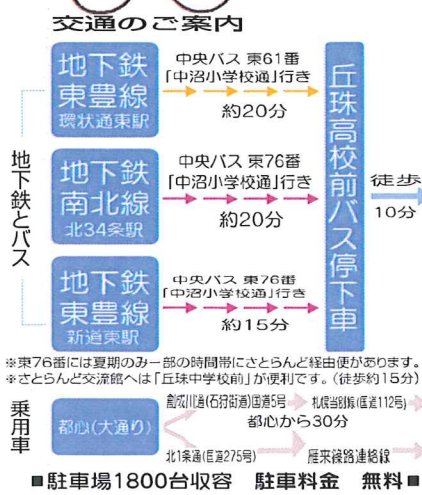 交通のご案内
地下鉄
東豊線
環状通東駅
中央バス 東61番
「中沼小学校通」行き
約20分
地下鉄
南北線
北34条駅
中央バス 東76番
「中沼小学校通」行き
約20分
地下鉄
東豊線
新道東駅
中央バス 東76番
「中沼小学校通」行き
約15分
地下鉄とバス
丘珠高校前バス停下車
徒歩
10分
※東76番には夏期のみ一部の時間帯にさとらんど経由便があります。
※さとらんど交流館へは「丘珠中学校前」が便利です。(徒歩約15分)
乗用車
都心(大通り)
創成川通(石狩街道)国道5号
札幌当別線(国道112号)
都心から30分
北1条通(国道275号)
雁来線路連絡線
■駐車場1800台収容 駐車料金 無料■